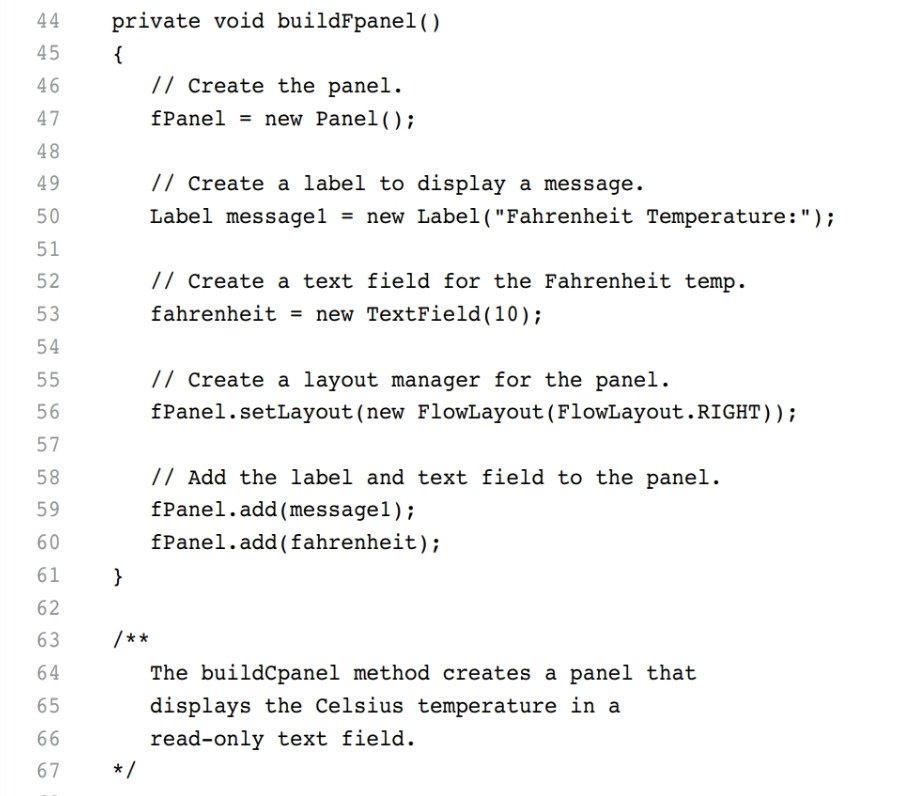 44 private void buildFpanel()
45 {
46 // Create the panel.
47 fPanel = new Panel();
48
49 // Create a label to display a message.
50 Label message1 = new Label("Fahrenheit Temperature:");
51
52 // Create a text field for the Fahrenheit temp.
53 fahrenheit = new TextField(10);
54
55 // Create a layout manager for the panel.
56 fPanel.setLayout(new FlowLayout(FlowLayout.RIGHT));
57
58 // Add the label and text field to the panel.
59 fPanel.add(message1);
60 fPanel.add(fahrenheit);
61 }
62
63 /**
64 The buildCpanel method creates a panel that
65 displays the Celsius temperature in a
66 read-only text field.
67 */